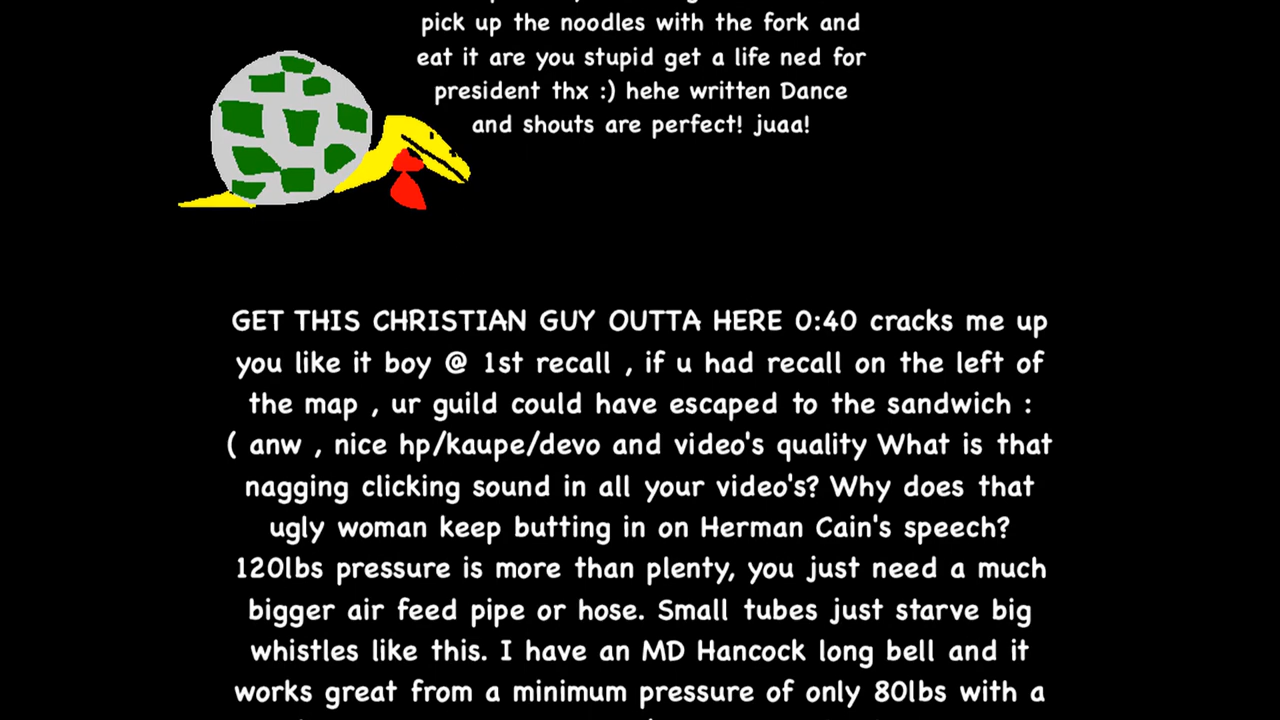 pick up the noodles with the fork and
eat it are you stupid get a life ned for
president thx :) hehe written Dance
and shouts are perfect! juaa!
GET THIS CHRISTIAN GUY OUTTA HERE 0:40 cracks me up
you like it boy @ 1st recall , if u had recall on the left of
the map , ur guild could have escaped to the sandwich :
( anw , nice hp/kaupe/devo and video's quality What is that
nagging clicking sound in all your video's? Why does that
ugly woman keep butting in on Herman Cain's speech?
120lbs pressure is more than plenty, you just need a much
bigger air feed pipe or hose. Small tubes just starve big
whistles like this. I have an MD Hancock long bell and it
works great from a minimum pressure of only 80lbs with a